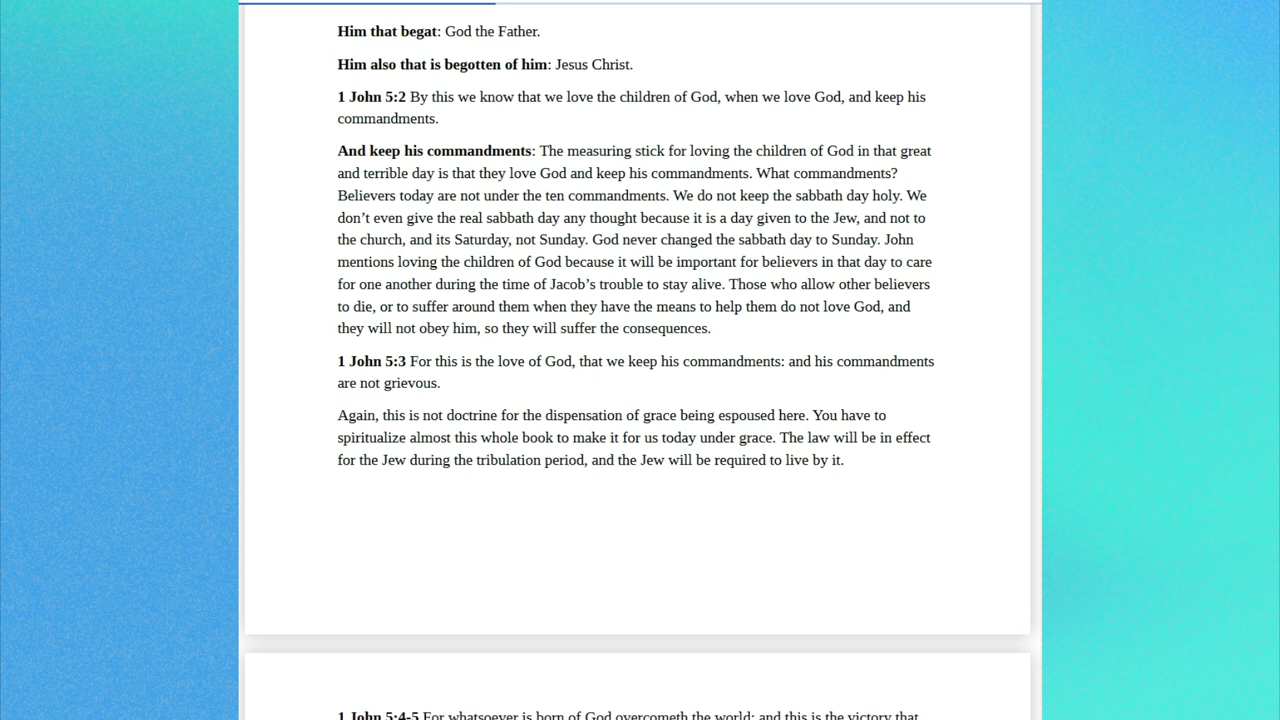 Him that begat: God the Father.
Him also that is begotten of him: Jesus Christ.
1 John 5:2 By this we know that we love the children of God, when we love God, and keep his
commandments.
And keep his commandments: The measuring stick for loving the children of God in that great
and terrible day is that they love God and keep his commandments. What commandments?
Believers today are not under the ten commandments. We do not keep the sabbath day holy. We
don’t even give the real sabbath day any thought because it is a day given to the Jew, and not to
the church, and its Saturday, not Sunday. God never changed the sabbath day to Sunday. John
mentions loving the children of God because it will be important for believers in that day to care
for one another during the time of Jacob’s trouble to stay alive. Those who allow other believers
to die, or to suffer around them when they have the means to help them do not love God, and
they will not obey him, so they will suffer the consequences.
1 John 5:3 For this is the love of God, that we keep his commandments: and his commandments
are not grievous.
Again, this is not doctrine for the dispensation of grace being espoused here. You have to
spiritualize almost this whole book to make it for us today under grace. The law will be in effect
for the Jew during the tribulation period, and the Jew will be required to live by it.
1 John 5:4-5 For whatsoever is born of God overcometh the world: and this is the victory that